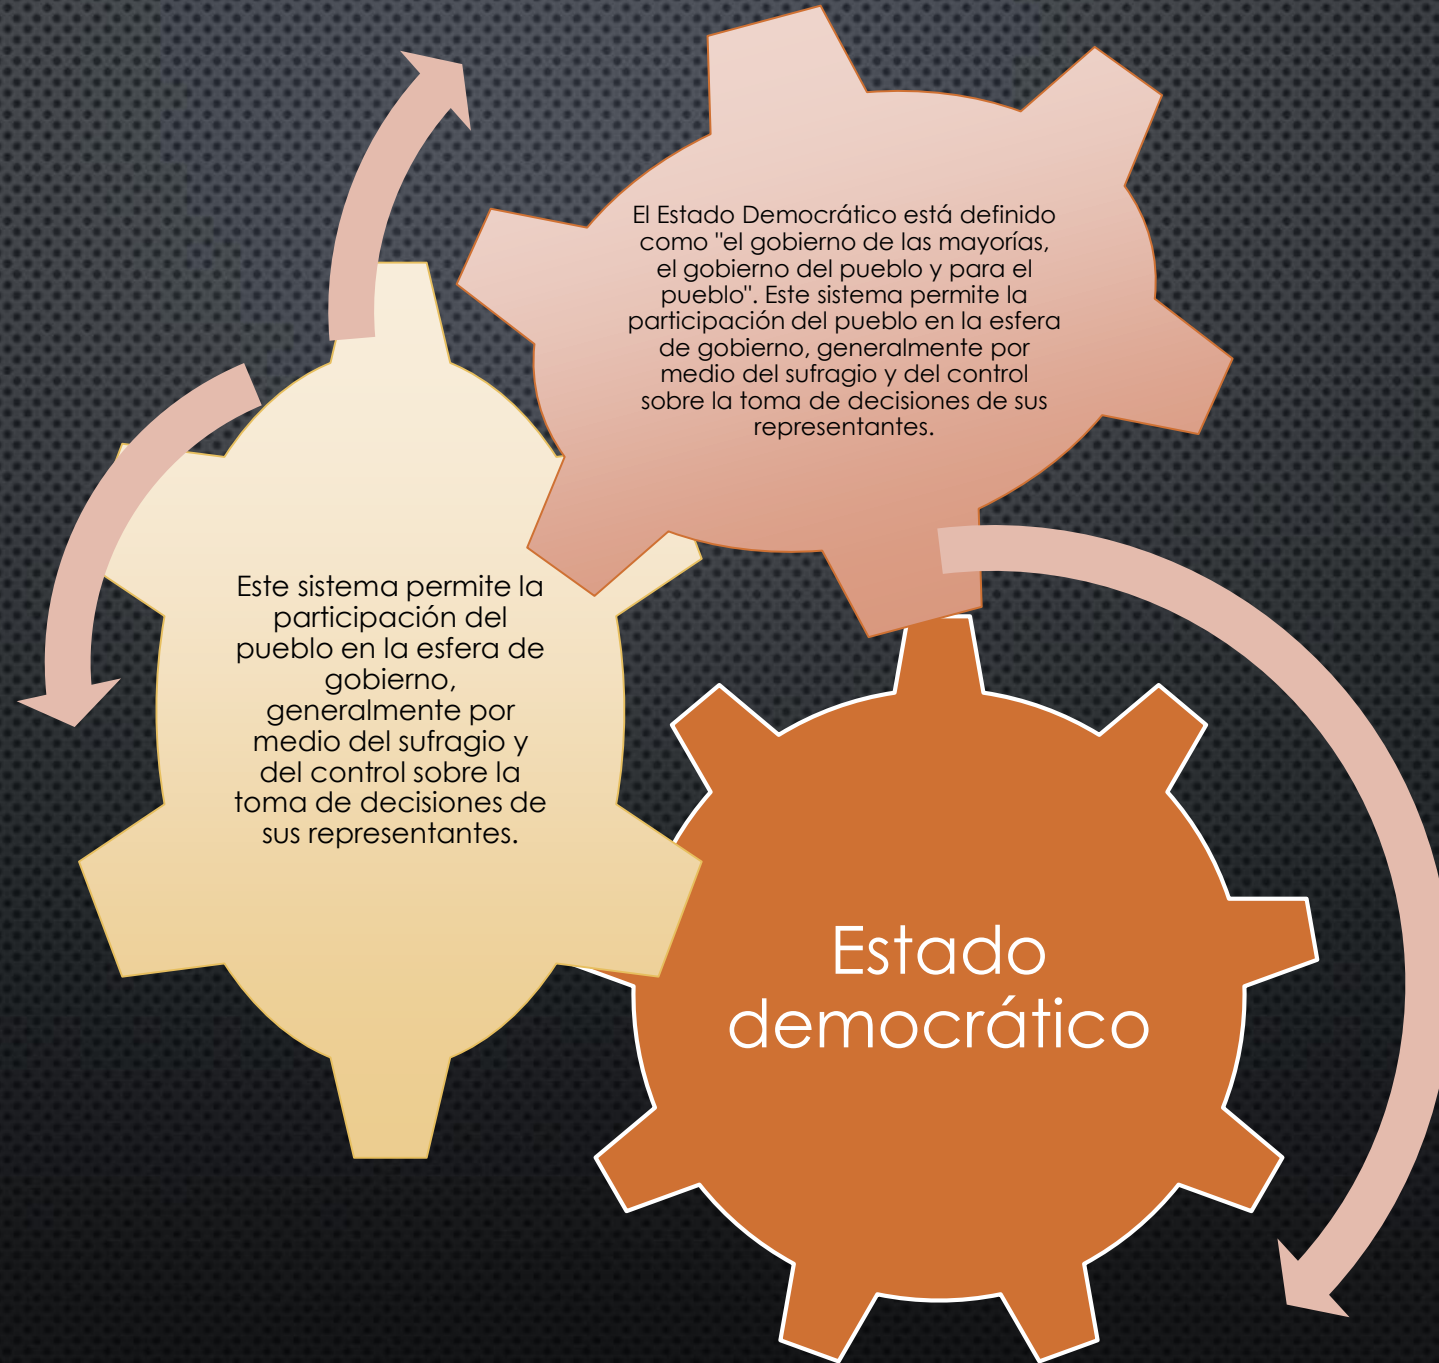 El Estado Democrático está definido
como "el gobierno de las mayorías,
el gobierno del pueblo y para el
pueblo". Este sistema permite la
participación del pueblo en la esfera
de gobierno, generalmente por
medio del sufragio y del control
sobre la toma de decisiones de sus
representantes.
Este sistema permite la
participación del
pueblo en la esfera de
gobierno,
generalmente por
medio del sufragio y
del control sobre la
toma de decisiones de
sus representantes.
Estado
democrático